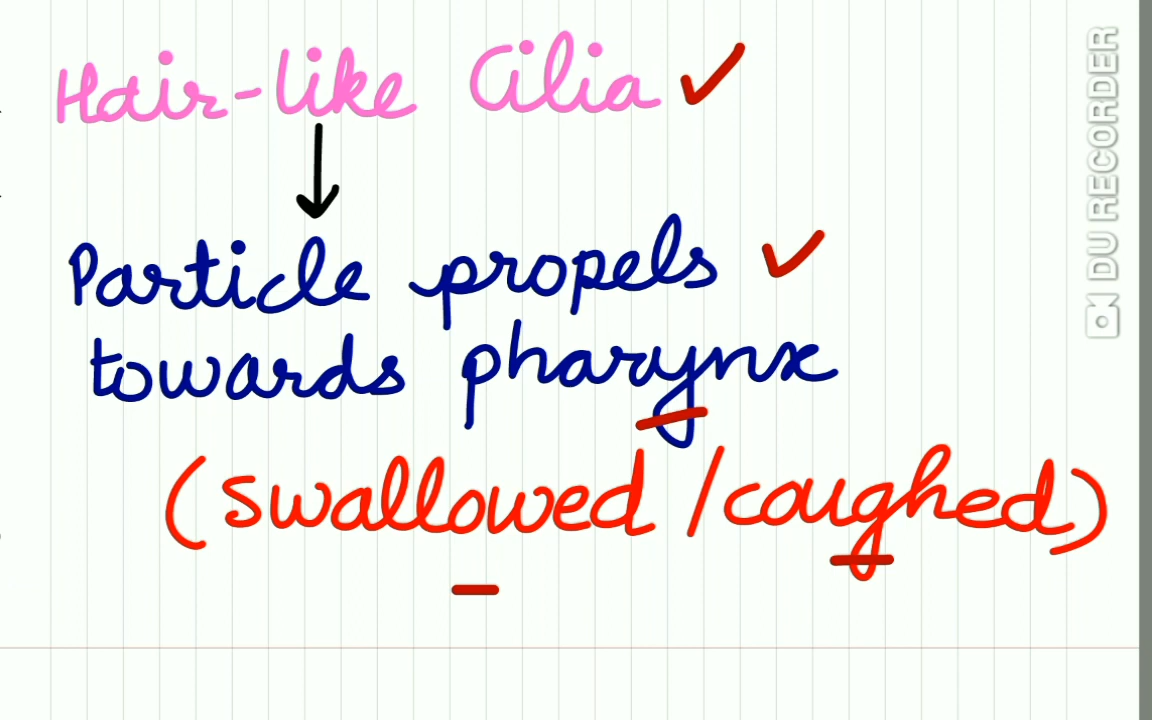 Hair-like Cilia ✓
↓
Particle propels ✓
towards pharynx
(swallowed / coughed)
DU RECORDER